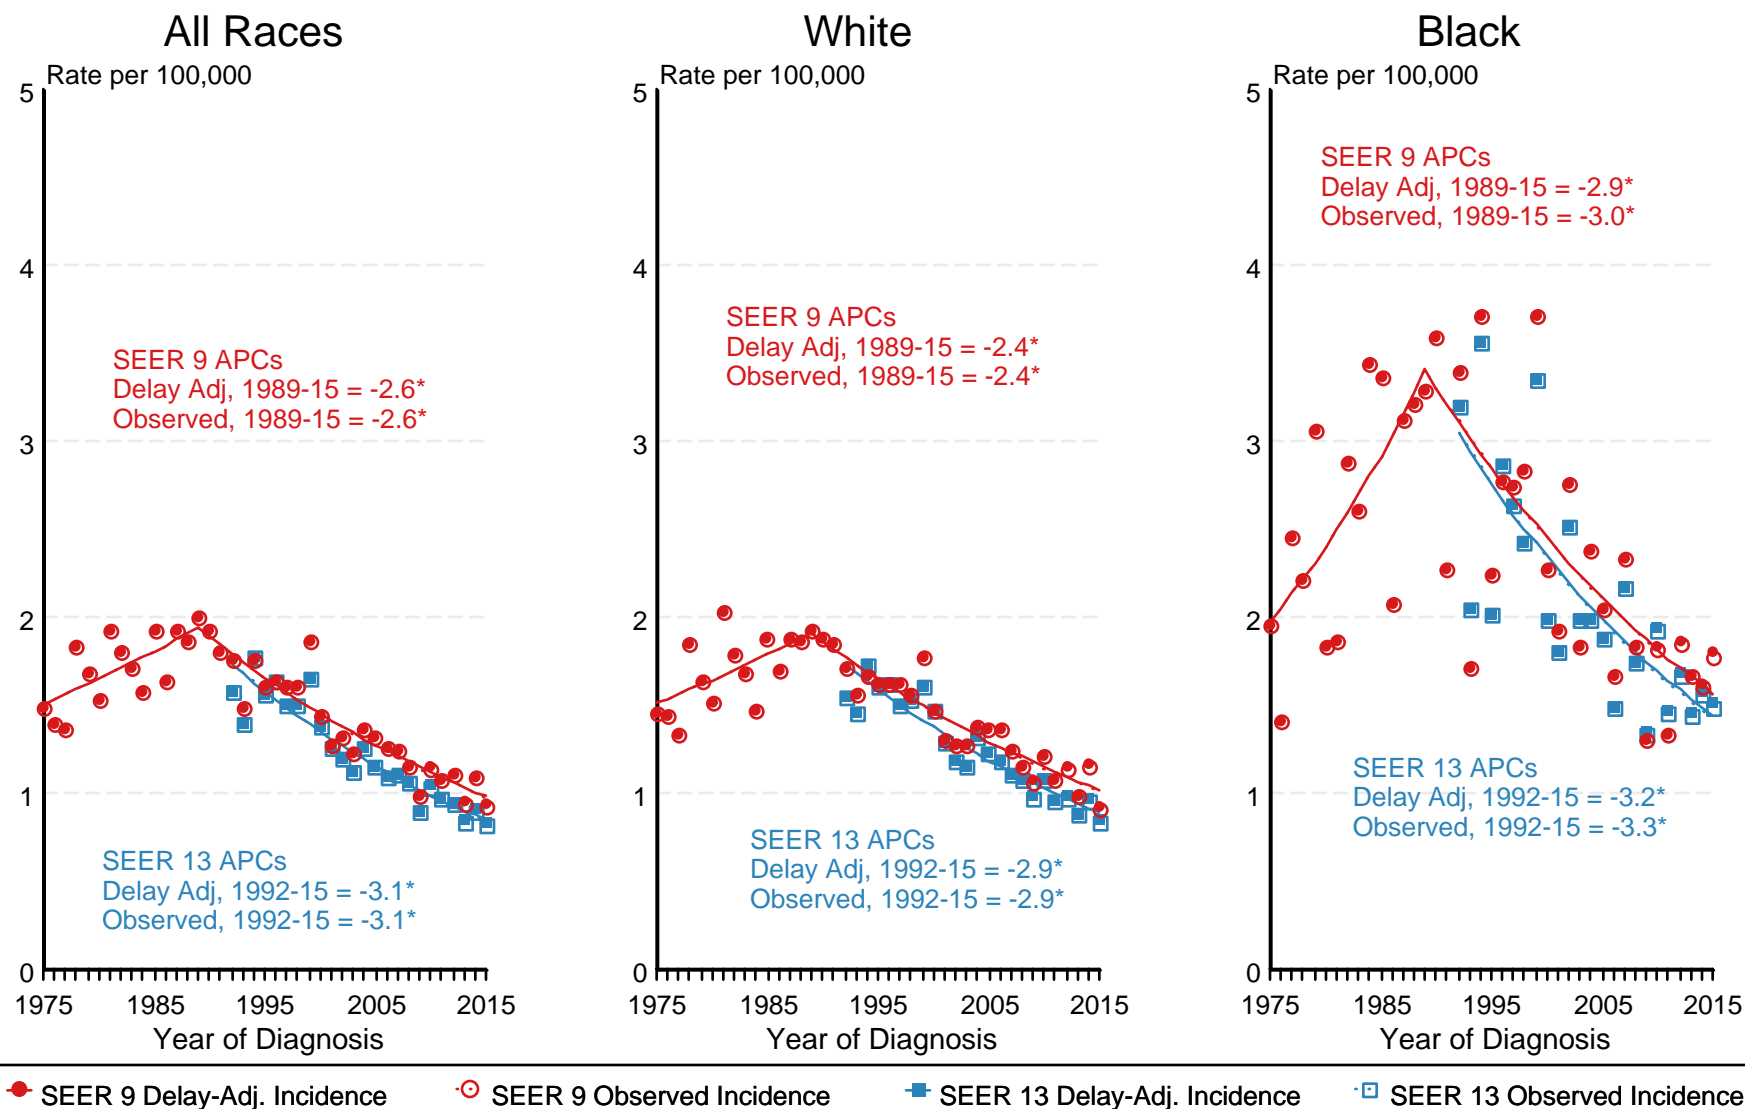 All Races
Rate per 100,000
5
4
3
2
1
0
SEER 9 APCs
Delay Adj, 1989-15 = -2.6*
Observed, 1989-15 = -2.6*
SEER 13 APCs
Delay Adj, 1992-15 = -3.1*
Observed, 1992-15 = -3.1*
1975 1985 1995 2005 2015
Year of Diagnosis
White
Rate per 100,000
5
4
3
2
1
0
SEER 9 APCs
Delay Adj, 1989-15 = -2.4*
Observed, 1989-15 = -2.4*
SEER 13 APCs
Delay Adj, 1992-15 = -2.9*
Observed, 1992-15 = -2.9*
1975 1985 1995 2005 2015
Year of Diagnosis
Black
Rate per 100,000
5
4
3
2
1
0
SEER 9 APCs
Delay Adj, 1989-15 = -2.9*
Observed, 1989-15 = -3.0*
SEER 13 APCs
Delay Adj, 1992-15 = -3.2*
Observed, 1992-15 = -3.3*
1975 1985 1995 2005 2015
Year of Diagnosis
SEER 9 Delay-Adj. Incidence SEER 9 Observed Incidence SEER 13 Delay-Adj. Incidence SEER 13 Observed Incidence